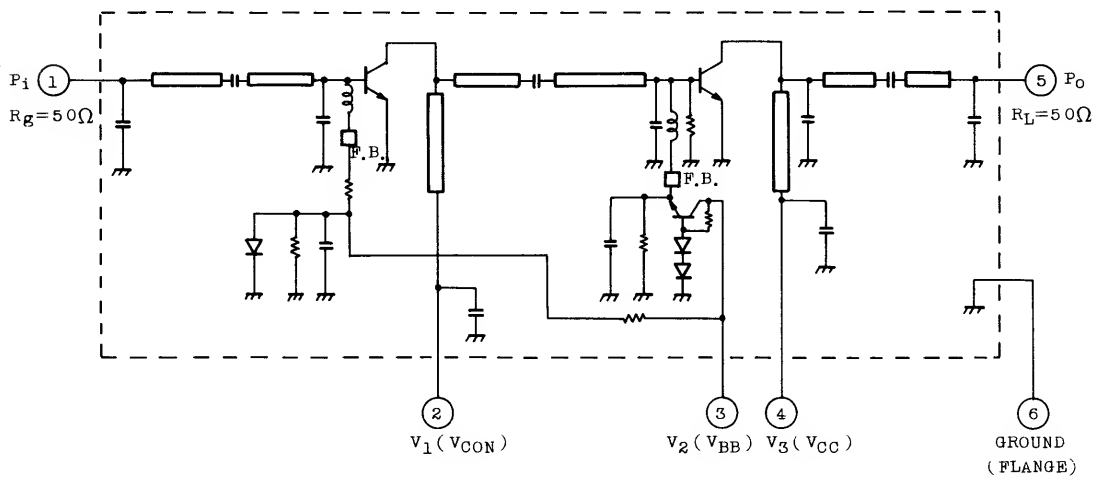 Pi 1
Rg=50Ω
F.B.
F.B.
5 Po
RL=50Ω
2
V1(VCON)
3
V2(VBB)
4
V3(VCC)
6
GROUND
(FLANGE)